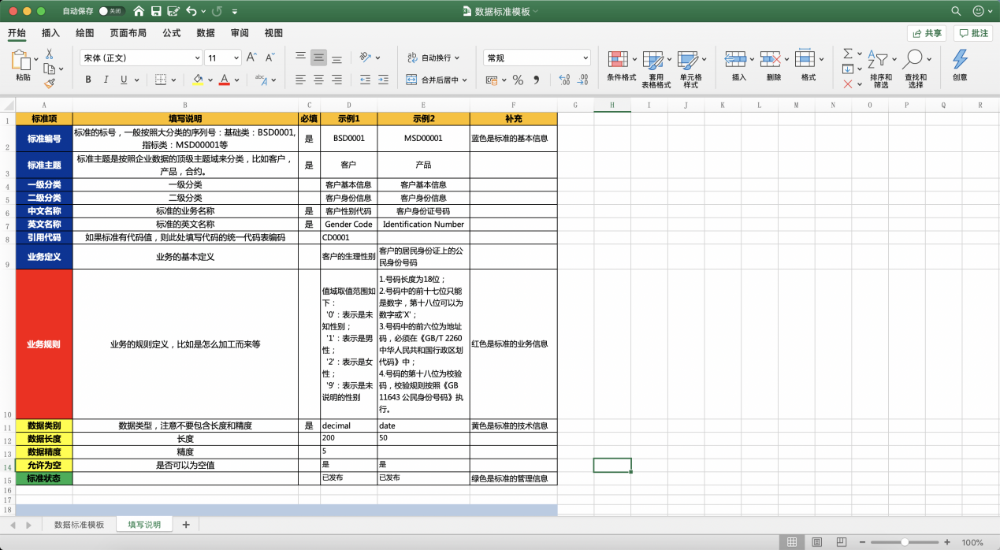 自动保存 关闭 数据标准模板
开始 插入 绘图 页面布局 公式 数据 审阅 视图 共享 批注
粘贴 宋体 (正文) 11 自动换行 合并后居中 常规 条件格式 套用表格格式 单元格样式 插入 删除 格式 排序和筛选 查找和选择 创意
A B C D E F G H I J K L M N O P Q R
1 标准项 填写说明 必填 示例1 示例2 补充
标准的标号，一般按照大分类的序列号：基础类：BSD0001,
2 标准编号 指标类：MSD00001等 是 BSD0001 MSD00001 蓝色是标准的基本信息
标准主题是按照企业数据的顶级主题域来分类，比如客户，
3 标准主题 产品，合约。 是 客户 产品
4 一级分类 一级分类 客户基本信息 客户基本信息
5 二级分类 二级分类 客户身份信息 客户身份信息
6 中文名称 标准的业务名称 是 客户性别代码 客户身份证号码
7 英文名称 标准的英文名称 是 Gender Code Identification Number
8 引用代码 如果标准有代码值，则此处填写代码的统一代码表编码 CD0001
9 业务定义 业务的基本定义 客户的生理性别 客户的居民身份证上的公
民身份号码
10 业务规则 业务的规则定义，比如是怎么加工而来等
值域取值范围如
下：
'0'：表示是未
知性别；
'1'：表示是男
性；
'2'：表示是女
性；
'9'：表示是未
说明的性别
1.号码长度为18位；
2.号码中的前十七位只能
是数字，第十八位可以为
数字或'X'；
3.号码中的前六位为地址
码，必须在《GB/T 2260
中华人民共和国行政区划
代码》中；
4.号码的第十八位为校验
码，校验规则按照《GB
11643 公民身份号码》执
行。
红色是标准的业务信息
11 数据类别 数据类型，注意不要包含长度和精度 是 decimal date 黄色是标准的技术信息
12 数据长度 长度 200 50
13 数据精度 精度 5
14 允许为空 是否可以为空值 是 是
15 标准状态 已发布 已发布 绿色是标准的管理信息
16
17
18
数据标准模板 填写说明 +
100%